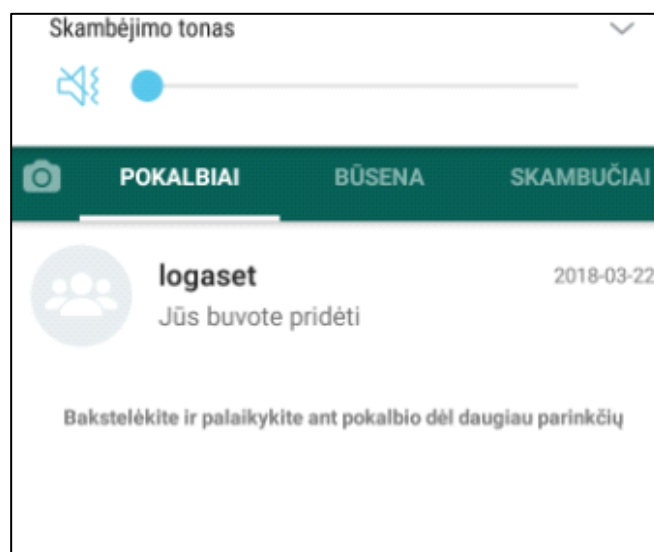 Skambėjimo tonas
POKALBIAI BŪSENA SKAMBUČIAI
logaset 2018-03-22
Jūs buvote pridėti
Bakstelėkite ir palaikykite ant pokalbio dėl daugiau parinkčių